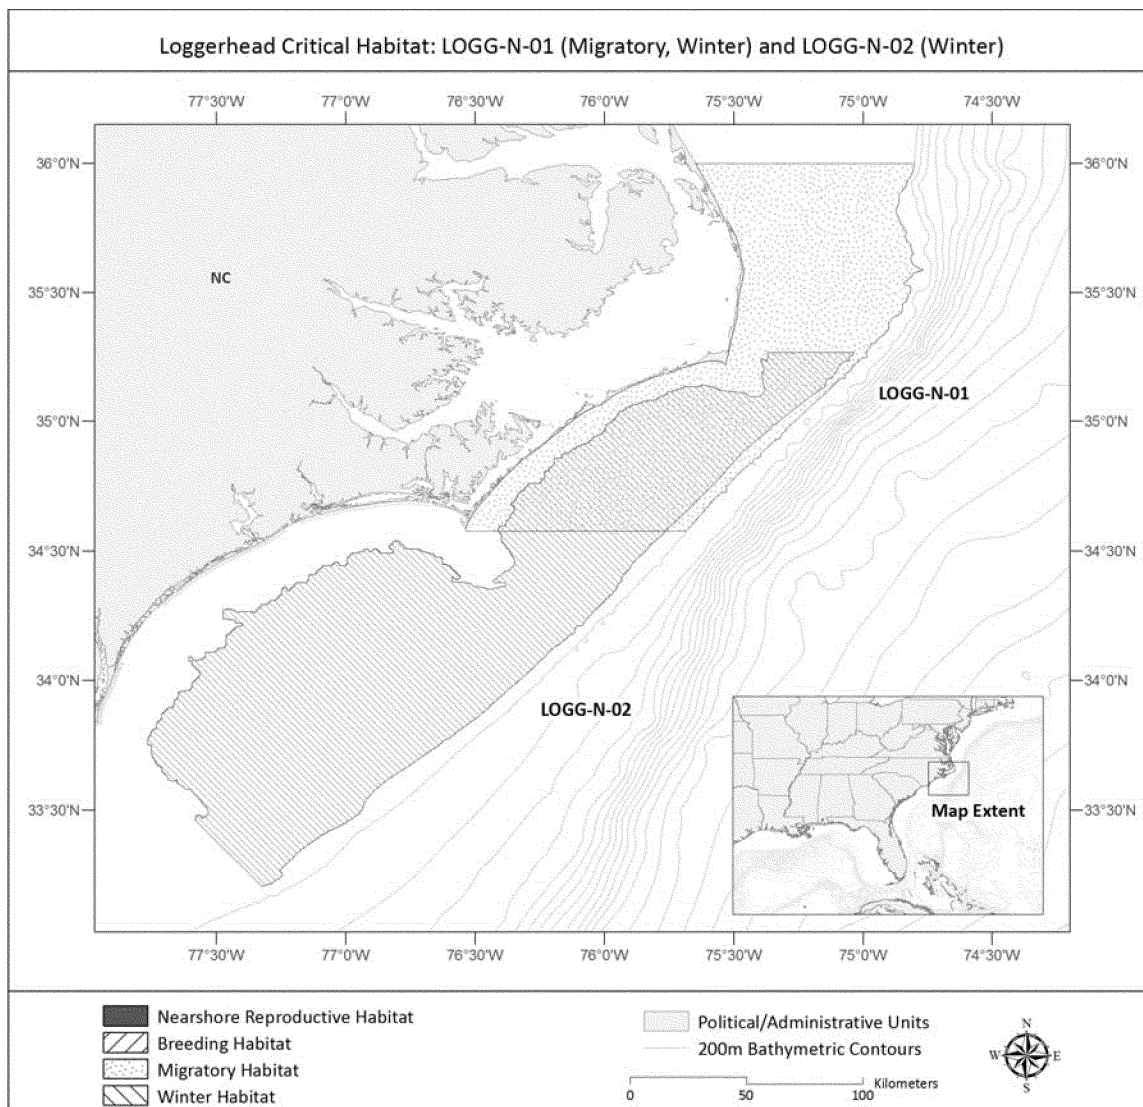 Loggerhead Critical Habitat: LOGG-N-01 (Migratory, Winter) and LOGG-N-02 (Winter)
77°30'W 77°0'W 76°30'W 76°0'W 75°30'W 75°0'W 74°30'W
36°0'N 36°0'N
NC
35°30'N 35°30'N
LOGG-N-01
35°0'N 35°0'N
34°30'N 34°30'N
34°0'N 34°0'N
LOGG-N-02
Map Extent
33°30'N 33°30'N
77°30'W 77°0'W 76°30'W 76°0'W 75°30'W 75°0'W 74°30'W
Nearshore Reproductive Habitat
Breeding Habitat
Migratory Habitat
Winter Habitat
Political/Administrative Units
200m Bathymetric Contours
Kilometers
0 50 100
N
W E
S